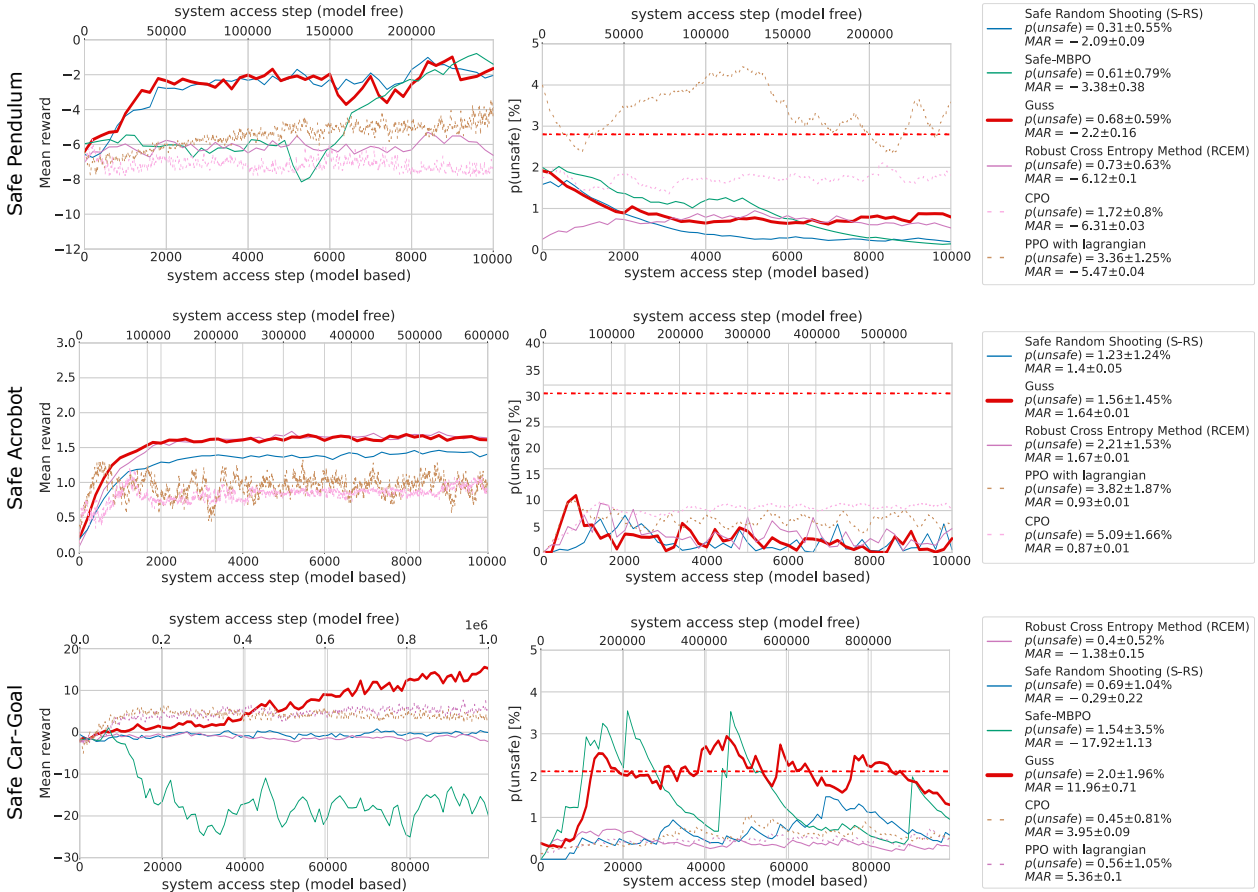 system access step (model free)
0 50000 100000 150000 200000
0
−2
−4
−6
−8
−10
−12
Mean reward
Safe Pendulum
0 2000 4000 6000 8000 10000
system access step (model based)
system access step (model free)
0 50000 100000 150000 200000
5
4
3
2
1
0
p(unsafe) [%]
0 2000 4000 6000 8000 10000
system access step (model based)
Safe Random Shooting (S-RS)
p(unsafe) = 0.31±0.55%
MAR = −2.09±0.09
Safe-MBPO
p(unsafe) = 0.61±0.79%
MAR = −3.38±0.38
Guss
p(unsafe) = 0.68±0.59%
MAR = −2.2±0.16
Robust Cross Entropy Method (RCEM)
p(unsafe) = 0.73±0.63%
MAR = −6.12±0.1
CPO
p(unsafe) = 1.72±0.8%
MAR = −6.31±0.03
PPO with lagrangian
p(unsafe) = 3.36±1.25%
MAR = −5.47±0.04
system access step (model free)
0 100000 200000 300000 400000 500000 600000
3.0
2.5
2.0
1.5
1.0
0.5
0.0
Mean reward
Safe Acrobot
0 2000 4000 6000 8000 10000
system access step (model based)
system access step (model free)
0 100000 200000 300000 400000 500000
40
35
30
25
20
15
10
5
0
p(unsafe) [%]
0 2000 4000 6000 8000 10000
system access step (model based)
Safe Random Shooting (S-RS)
p(unsafe) = 1.23±1.24%
MAR = 1.4±0.05
Guss
p(unsafe) = 1.56±1.45%
MAR = 1.64±0.01
Robust Cross Entropy Method (RCEM)
p(unsafe) = 2.21±1.53%
MAR = 1.67±0.01
PPO with lagrangian
p(unsafe) = 3.82±1.87%
MAR = 0.93±0.01
CPO
p(unsafe) = 5.09±1.66%
MAR = 0.87±0.01
system access step (model free)
1e6
0.0 0.2 0.4 0.6 0.8 1.0
20
10
0
−10
−20
−30
Mean reward
Safe Car-Goal
0 20000 40000 60000 80000
system access step (model based)
system access step (model free)
0 200000 400000 600000 800000
5
4
3
2
1
0
p(unsafe) [%]
0 20000 40000 60000 80000
system access step (model based)
Robust Cross Entropy Method (RCEM)
p(unsafe) = 0.4±0.52%
MAR = −1.38±0.15
Safe Random Shooting (S-RS)
p(unsafe) = 0.69±1.04%
MAR = −0.29±0.22
Safe-MBPO
p(unsafe) = 1.54±3.5%
MAR = −17.92±1.13
Guss
p(unsafe) = 2.0±1.96%
MAR = 11.96±0.71
CPO
p(unsafe) = 0.45±0.81%
MAR = 3.95±0.09
PPO with lagrangian
p(unsafe) = 0.56±1.05%
MAR = 5.36±0.1